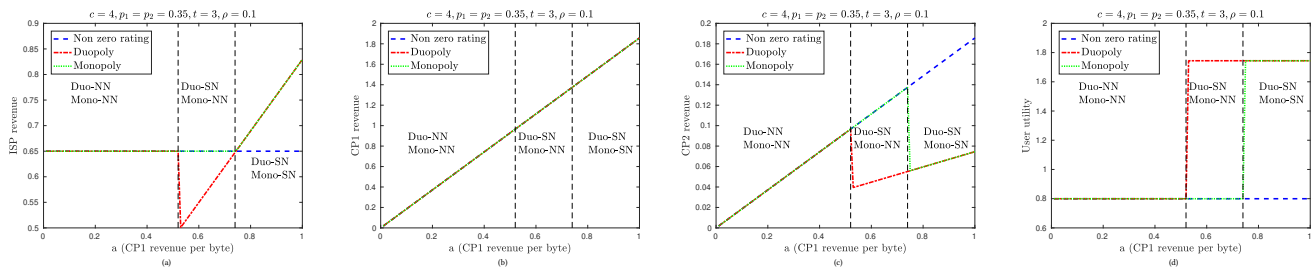 c = 4, p₁ = p₂ = 0.35, t = 3, ρ = 0.1
0.9
0.85
0.8
0.75
0.7
0.65
0.6
0.55
0.5
ISP revenue
Non zero rating
Duopoly
Monopoly
Duo-NN
Mono-NN
Duo-SN
Mono-NN
Duo-SN
Mono-SN
0 0.2 0.4 0.6 0.8 1
a (CP1 revenue per byte)
(a)
c = 4, p₁ = p₂ = 0.35, t = 3, ρ = 0.1
2
1.8
1.6
1.4
1.2
1
0.8
0.6
0.4
0.2
0
CP1 revenue
Non zero rating
Duopoly
Monopoly
Duo-NN
Mono-NN
Duo-SN
Mono-NN
Duo-SN
Mono-SN
0 0.2 0.4 0.6 0.8 1
a (CP1 revenue per byte)
(b)
c = 4, p₁ = p₂ = 0.35, t = 3, ρ = 0.1
0.2
0.18
0.16
0.14
0.12
0.1
0.08
0.06
0.04
0.02
0
CP2 revenue
Non zero rating
Duopoly
Monopoly
Duo-NN
Mono-NN
Duo-SN
Mono-NN
Duo-SN
Mono-SN
0 0.2 0.4 0.6 0.8 1
a (CP1 revenue per byte)
(c)
c = 4, p₁ = p₂ = 0.35, t = 3, ρ = 0.1
2
1.8
1.6
1.4
1.2
1
0.8
0.6
User utility
Non zero rating
Duopoly
Monopoly
Duo-NN
Mono-NN
Duo-SN
Mono-NN
Duo-SN
Mono-SN
0 0.2 0.4 0.6 0.8 1
a (CP1 revenue per byte)
(d)